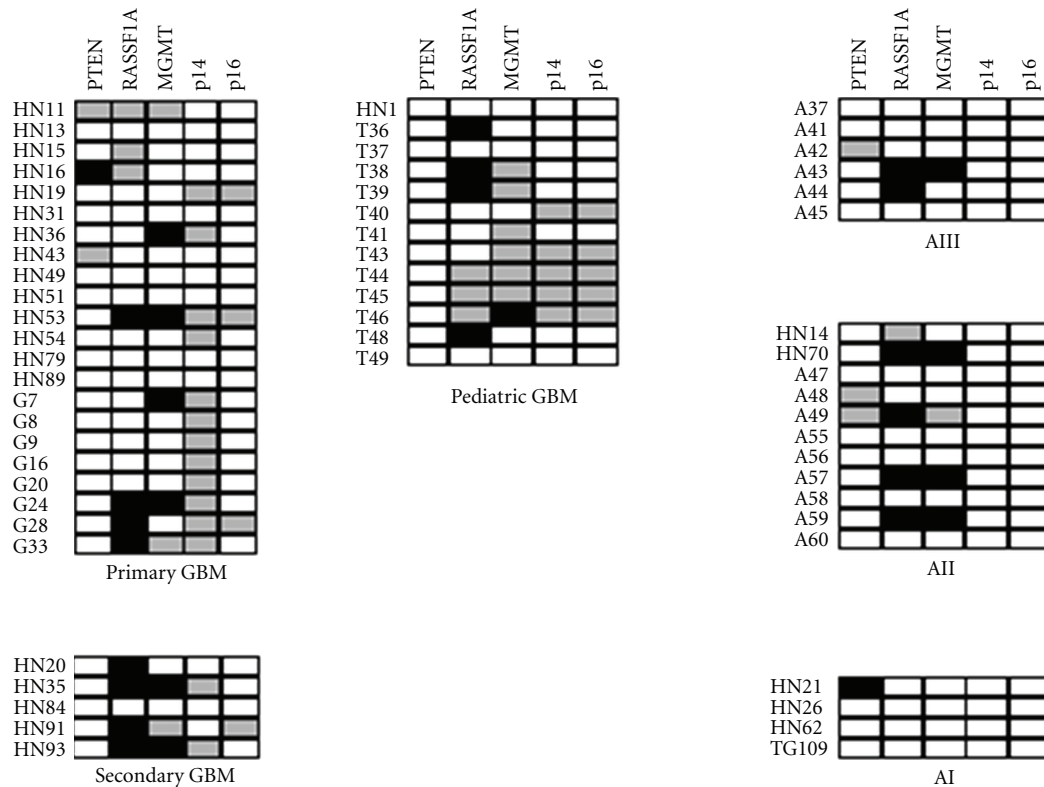 PTEN
RASSF1A
MGMT
p14
p16
HN11
HN13
HN15
HN16
HN19
HN31
HN36
HN43
HN49
HN51
HN53
HN54
HN79
HN89
G7
G8
G9
G16
G20
G24
G28
G33
Primary GBM
HN20
HN35
HN84
HN91
HN93
Secondary GBM
PTEN
RASSF1A
MGMT
p14
p16
HN1
T36
T37
T38
T39
T40
T41
T43
T44
T45
T46
T48
T49
Pediatric GBM
PTEN
RASSF1A
MGMT
p14
p16
A37
A41
A42
A43
A44
A45
AIII
HN14
HN70
A47
A48
A49
A55
A56
A57
A58
A59
A60
AII
HN21
HN26
HN62
TG109
AI